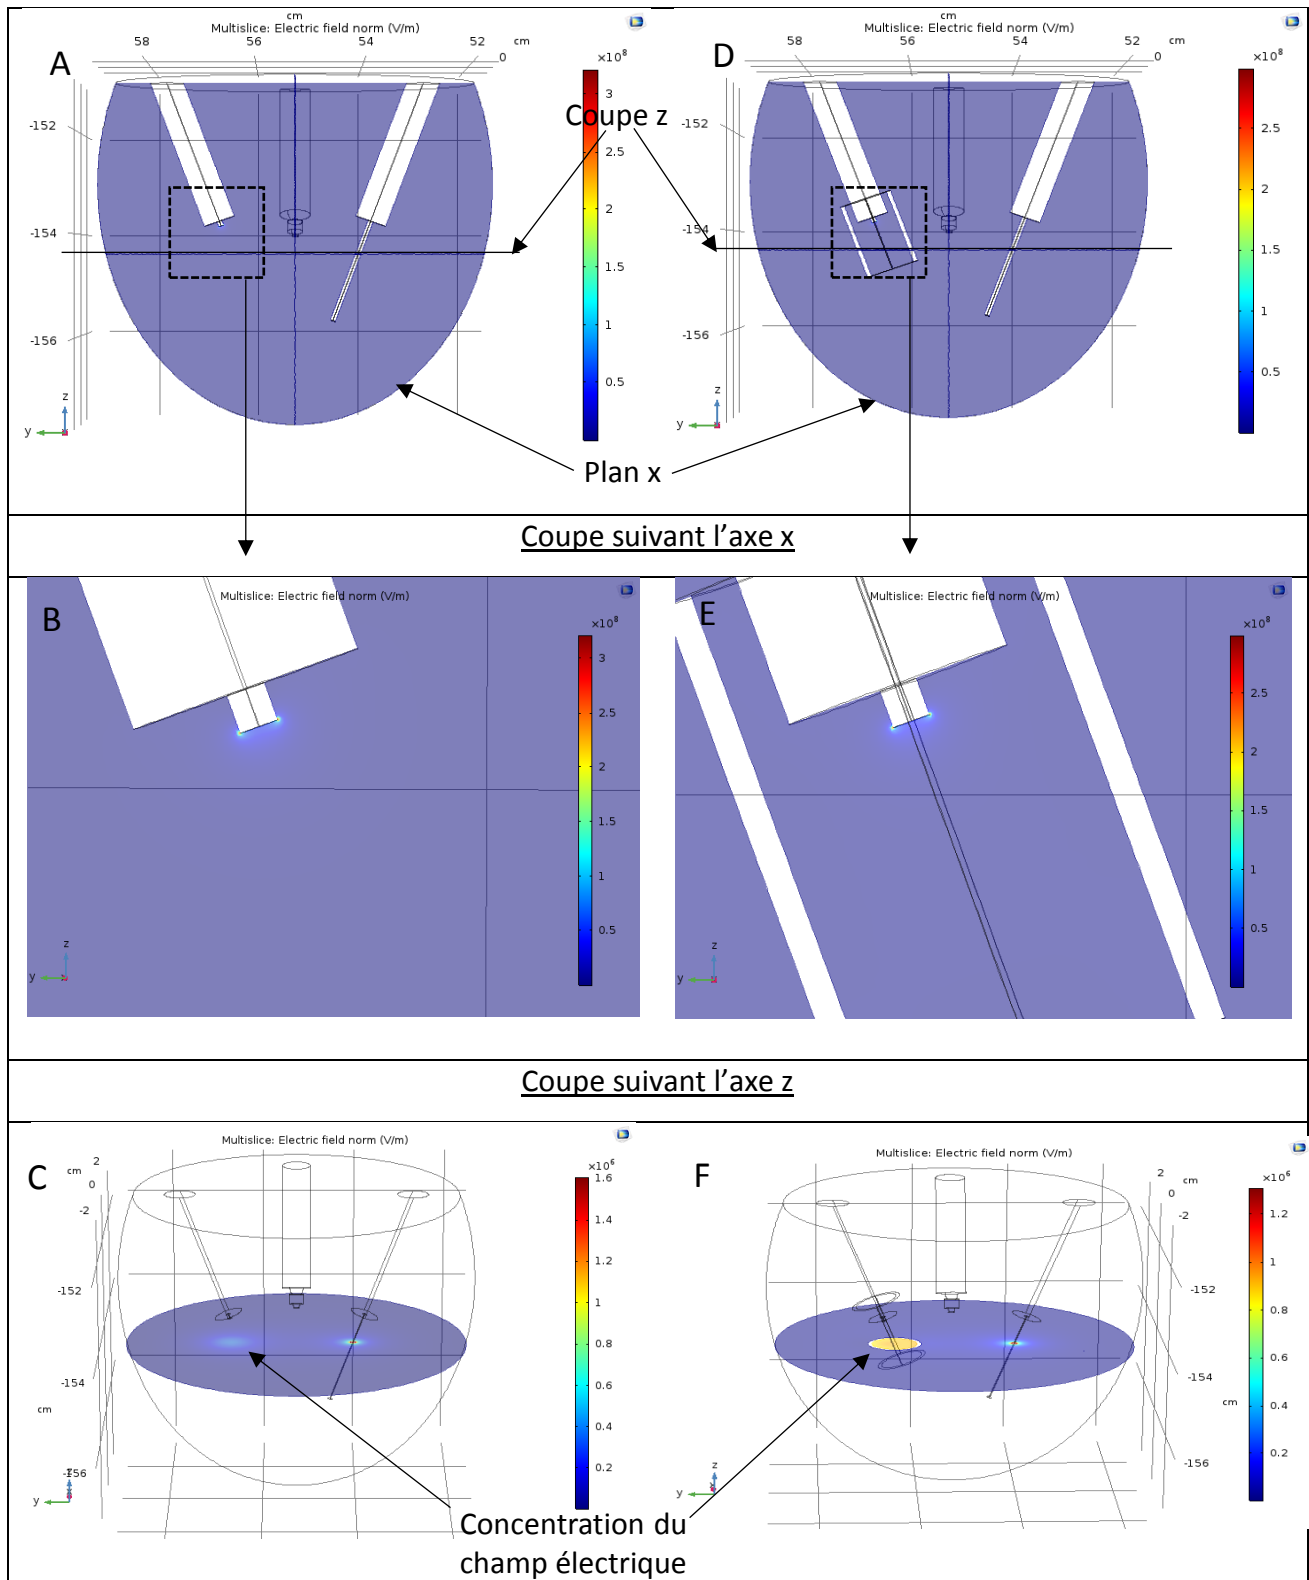 cm
Multislice: Electric field norm (V/m)
58 56 54 52 cm
0
A
×10⁸
3
2.5
2
1.5
1
0.5
-152
-154
-156
z
y
cm
Multislice: Electric field norm (V/m)
58 56 54 52 cm
0
D
×10⁸
2.5
2
1.5
1
0.5
-152
-154
-156
z
y
Coupe z
Plan x
Coupe suivant l’axe x
B
Multislice: Electric field norm (V/m)
×10⁸
3
2.5
2
1.5
1
0.5
z
y
E
Multislice: Electric field norm (V/m)
×10⁸
2.5
2
1.5
1
0.5
z
y
Coupe suivant l’axe z
C
Multislice: Electric field norm (V/m)
cm
2
0
-2
-152
-154
cm
-156
z
y
×10⁶
1.6
1.4
1.2
1
0.8
0.6
0.4
0.2
F
Multislice: Electric field norm (V/m)
2
cm
0
-2
-152
-154
cm
-156
z
y
×10⁶
1.2
1
0.8
0.6
0.4
0.2
Concentration du
champ électrique